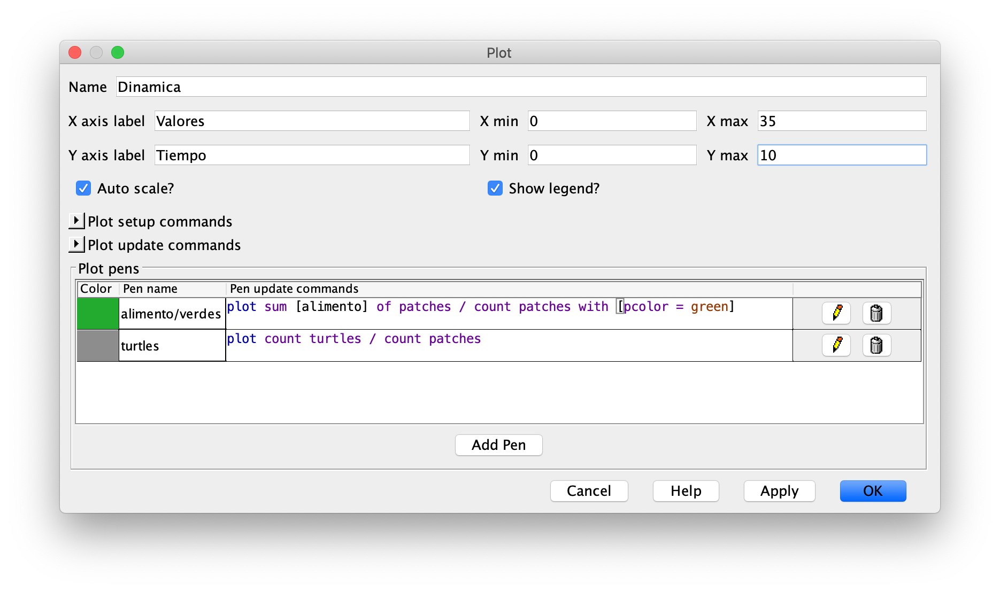 Plot
Name Dinamica
X axis label Valores X min 0 X max 35
Y axis label Tiempo Y min 0 Y max 10
Auto scale? Show legend?
Plot setup commands
Plot update commands
Plot pens
Color Pen name Pen update commands
alimento/verdes plot sum [alimento] of patches / count patches with [pcolor = green]
turtles plot count turtles / count patches
Add Pen
Cancel Help Apply OK